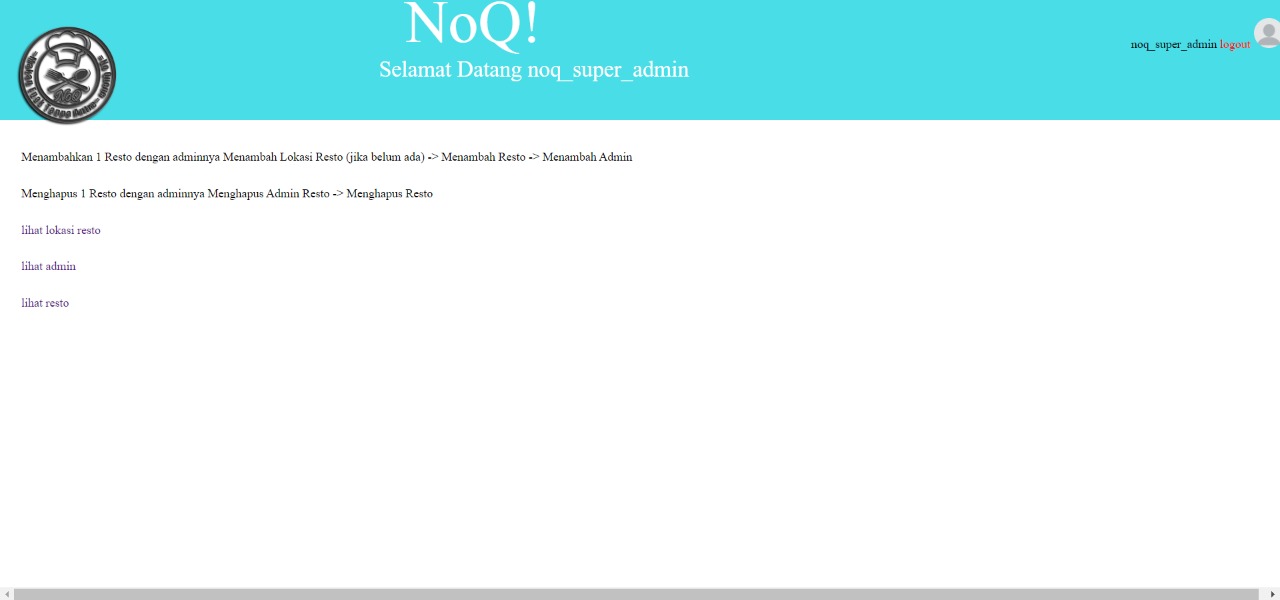 NoQ!
Selamat Datang noq_super_admin
noq_super_admin logout
Menambahkan 1 Resto dengan adminnya Menambah Lokasi Resto (jika belum ada) -> Menambah Resto -> Menambah Admin
Menghapus 1 Resto dengan adminnya Menghapus Admin Resto -> Menghapus Resto
lihat lokasi resto
lihat admin
lihat resto